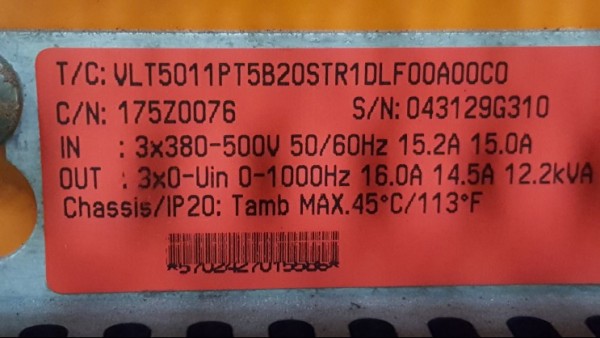 T/C: VLT5011PT5B20STR1DLF00A00C0
C/N: 175Z0076 S/N: 043129G310
IN : 3x380-500V 50/60Hz 15.2A 15.0A
OUT : 3x0-Uin 0-1000Hz 16.0A 14.5A 12.2kVA
Chassis/IP20: Tamb MAX.45°C/113°F